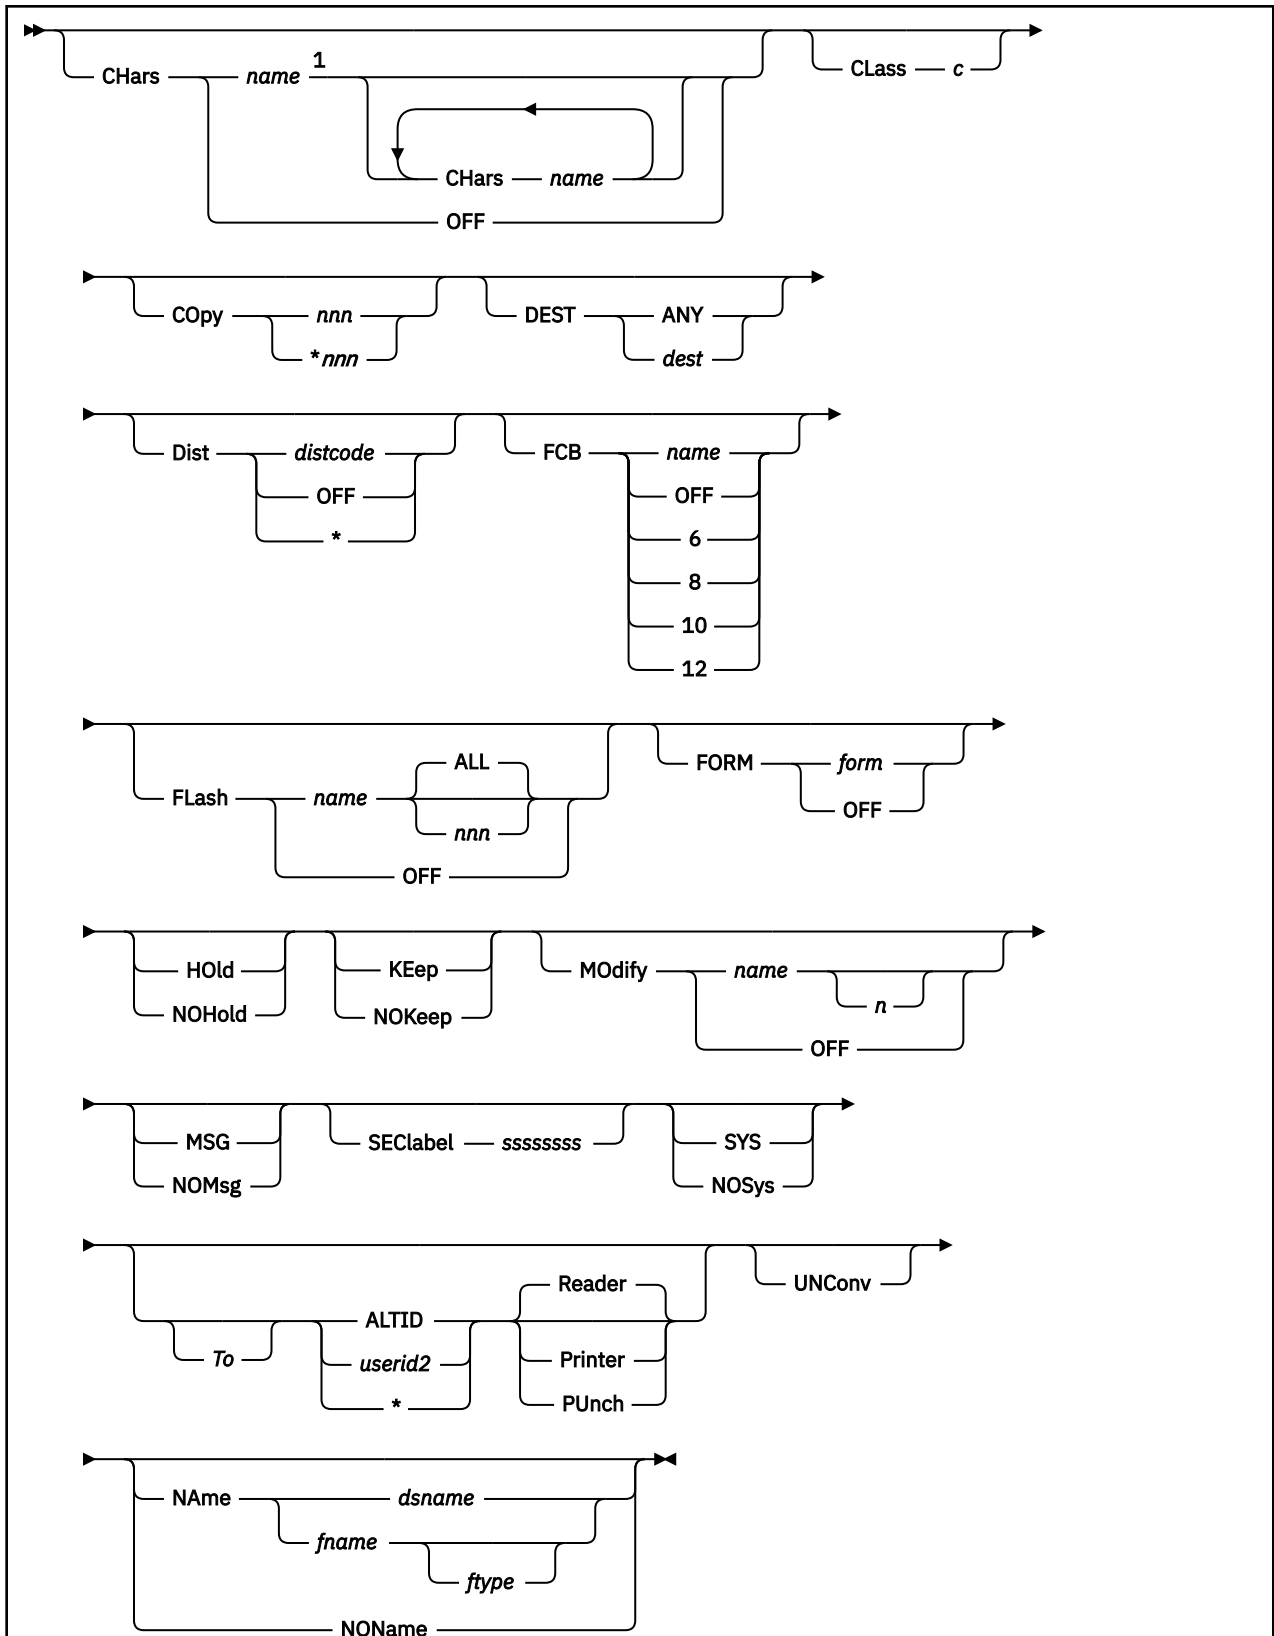 1
CHars name CLass c
CHars name
OFF
COpy nnn DEST ANY
*nnn dest
Dist distcode FCB name
OFF OFF
* 6
8
10
12
ALL FORM form
FLash name OFF
nnn
OFF
HOld KEep MOdify name
NOHold NOKeep n
OFF
MSG SEClabel ssssssss SYS
NOMsg NOSys
Reader UNConv
ALTID
To userid2 Printer
* PUnch
NAme dsname
fname
ftype
NOName